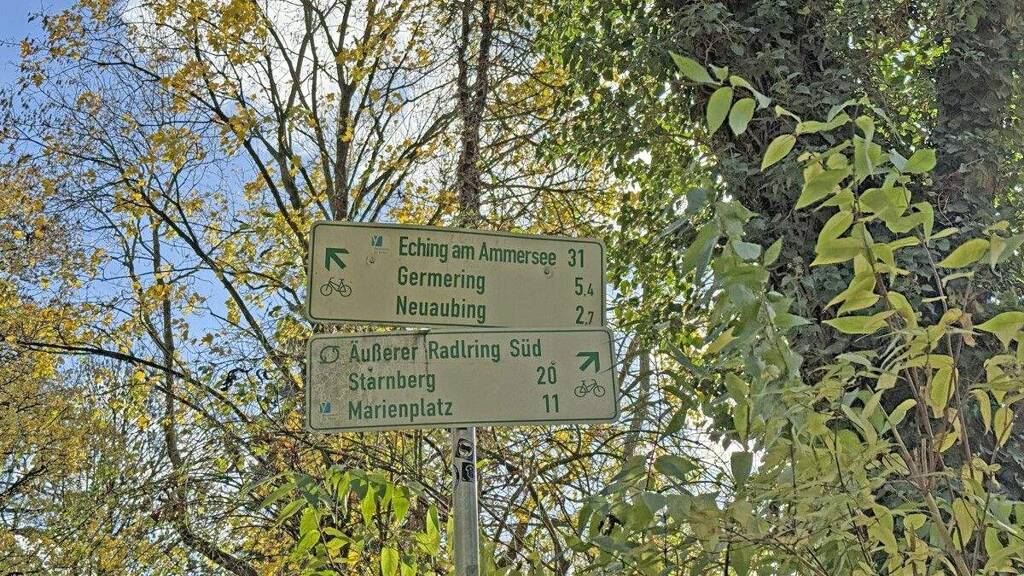 Eching am Ammersee 31
Germering 5,4
Neuaubing 2,7
Äußerer Radlring Süd
Starnberg 20
Marienplatz 11